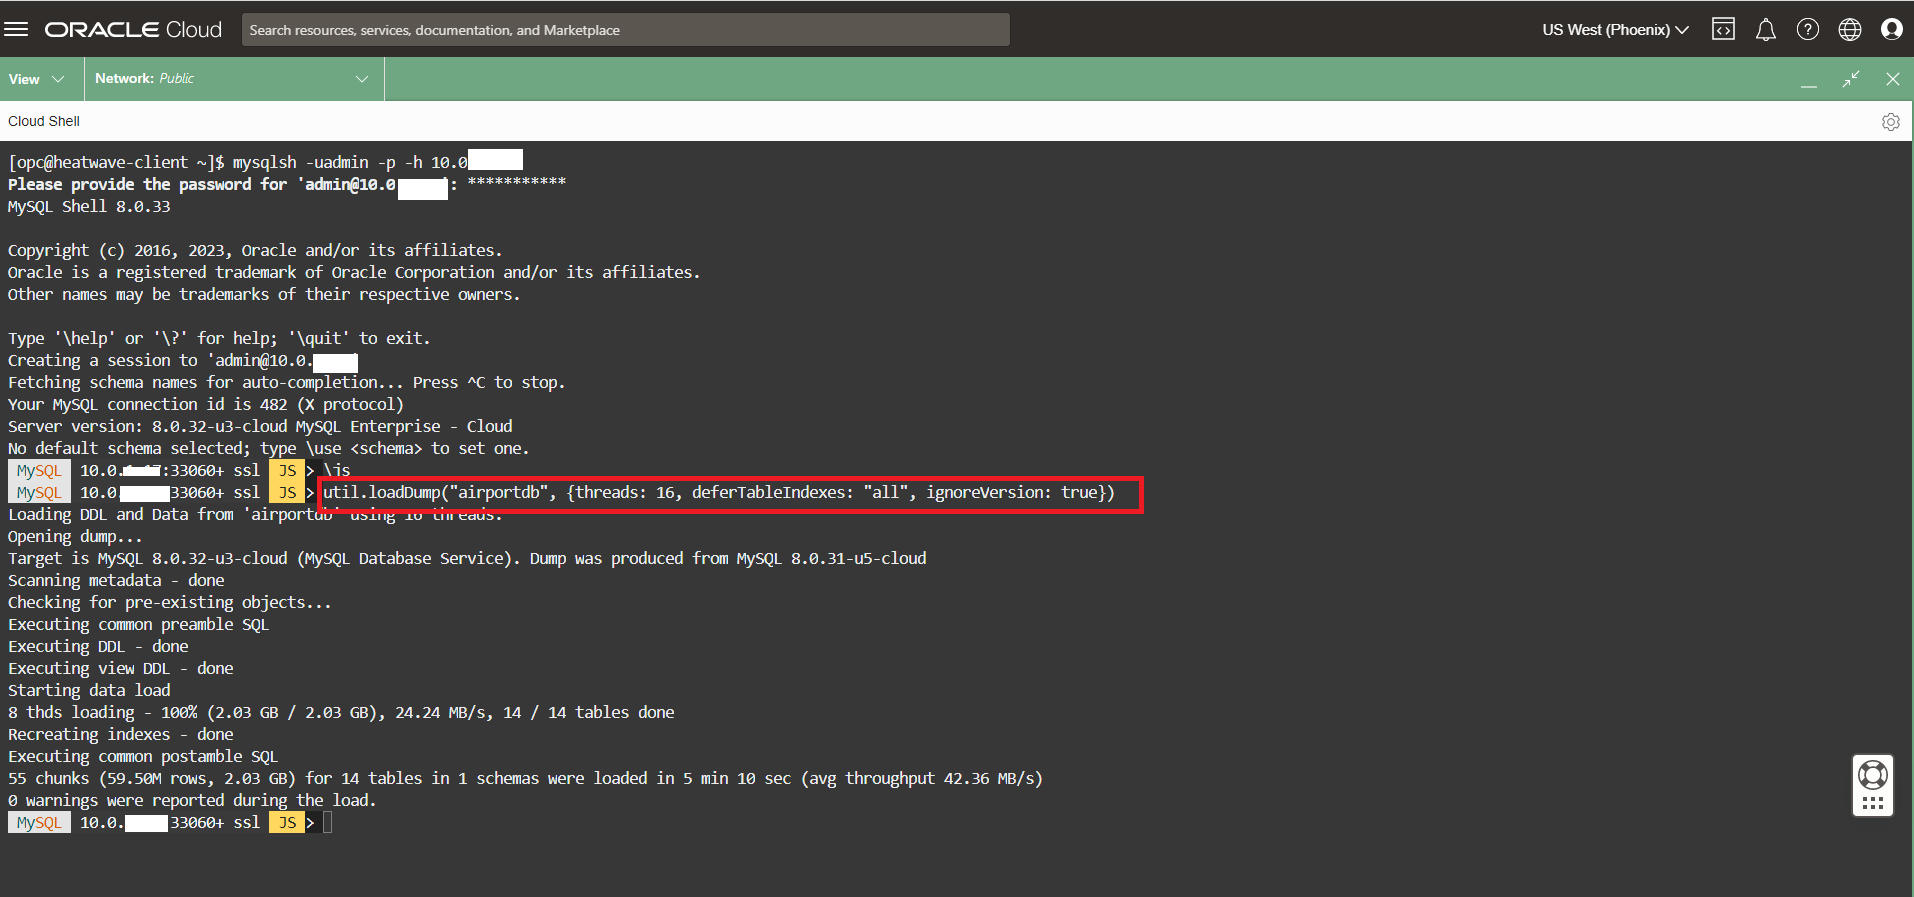 ORACLE Cloud
Search resources, services, documentation, and Marketplace
US West (Phoenix)
View
Network: Public
Cloud Shell
[opc@heatwave-client ~]$ mysqlsh -uadmin -p -h 10.0
Please provide the password for 'admin@10.0 ': ***********
MySQL Shell 8.0.33
Copyright (c) 2016, 2023, Oracle and/or its affiliates.
Oracle is a registered trademark of Oracle Corporation and/or its affiliates.
Other names may be trademarks of their respective owners.
Type '\help' or '\?' for help; '\quit' to exit.
Creating a session to 'admin@10.0.
Fetching schema names for auto-completion... Press ^C to stop.
Your MySQL connection id is 482 (X protocol)
Server version: 8.0.32-u3-cloud MySQL Enterprise - Cloud
No default schema selected; type \use <schema> to set one.
MySQL 10.0. :33060+ ssl JS > \js
MySQL 10.0. 33060+ ssl JS > util.loadDump("airportdb", {threads: 16, deferTableIndexes: "all", ignoreVersion: true})
Loading DDL and Data from 'airportdb' using 16 threads.
Opening dump...
Target is MySQL 8.0.32-u3-cloud (MySQL Database Service). Dump was produced from MySQL 8.0.31-u5-cloud
Scanning metadata - done
Checking for pre-existing objects...
Executing common preamble SQL
Executing DDL - done
Executing view DDL - done
Starting data load
8 thds loading - 100% (2.03 GB / 2.03 GB), 24.24 MB/s, 14 / 14 tables done
Recreating indexes - done
Executing common postamble SQL
55 chunks (59.50M rows, 2.03 GB) for 14 tables in 1 schemas were loaded in 5 min 10 sec (avg throughput 42.36 MB/s)
0 warnings were reported during the load.
MySQL 10.0. 33060+ ssl JS >